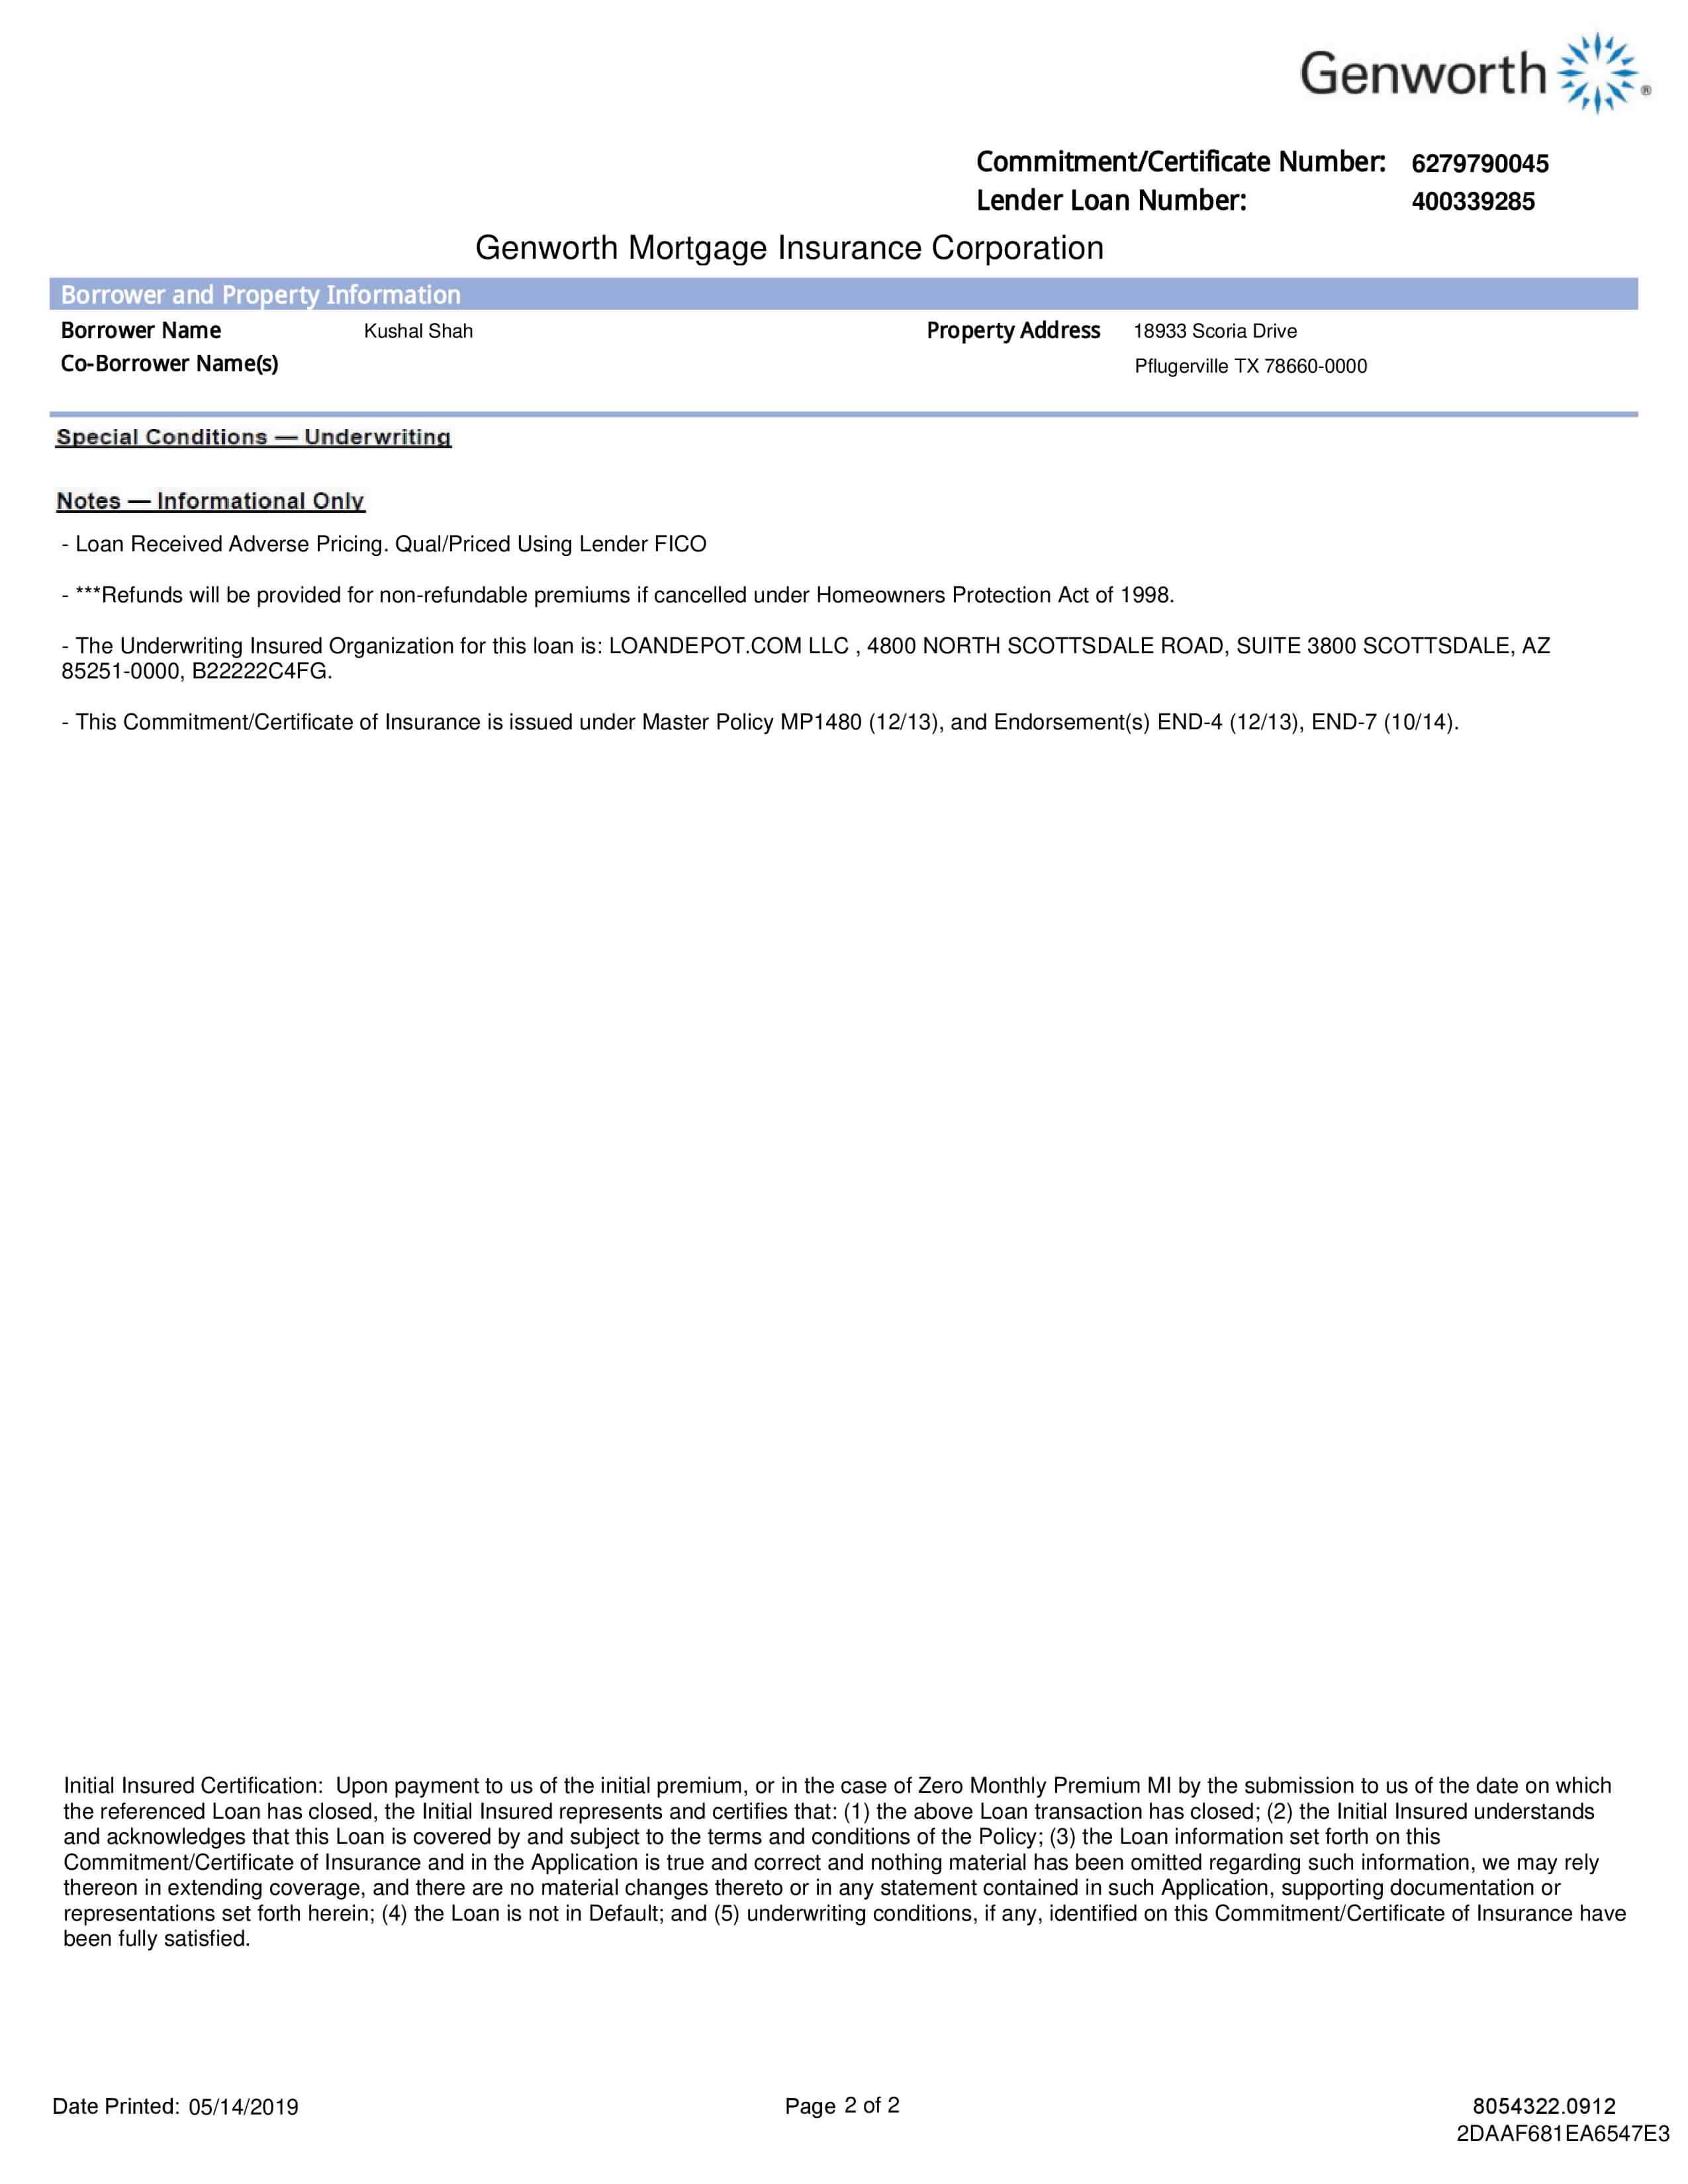 Genworth ®
Commitment/Certificate Number: 6279790045
Lender Loan Number: 400339285
Genworth Mortgage Insurance Corporation
Borrower and Property Information
Borrower Name Kushal Shah Property Address 18933 Scoria Drive
Co-Borrower Name(s) Pflugerville TX 78660-0000
Special Conditions — Underwriting
Notes — Informational Only
- Loan Received Adverse Pricing. Qual/Priced Using Lender FICO
- ***Refunds will be provided for non-refundable premiums if cancelled under Homeowners Protection Act of 1998.
- The Underwriting Insured Organization for this loan is: LOANDEPOT.COM LLC , 4800 NORTH SCOTTSDALE ROAD, SUITE 3800 SCOTTSDALE, AZ
85251-0000, B22222C4FG.
- This Commitment/Certificate of Insurance is issued under Master Policy MP1480 (12/13), and Endorsement(s) END-4 (12/13), END-7 (10/14).
Initial Insured Certification: Upon payment to us of the initial premium, or in the case of Zero Monthly Premium MI by the submission to us of the date on which
the referenced Loan has closed, the Initial Insured represents and certifies that: (1) the above Loan transaction has closed; (2) the Initial Insured understands
and acknowledges that this Loan is covered by and subject to the terms and conditions of the Policy; (3) the Loan information set forth on this
Commitment/Certificate of Insurance and in the Application is true and correct and nothing material has been omitted regarding such information, we may rely
thereon in extending coverage, and there are no material changes thereto or in any statement contained in such Application, supporting documentation or
representations set forth herein; (4) the Loan is not in Default; and (5) underwriting conditions, if any, identified on this Commitment/Certificate of Insurance have
been fully satisfied.
Date Printed: 05/14/2019 Page 2 of 2 8054322.0912
2DAAF681EA6547E3